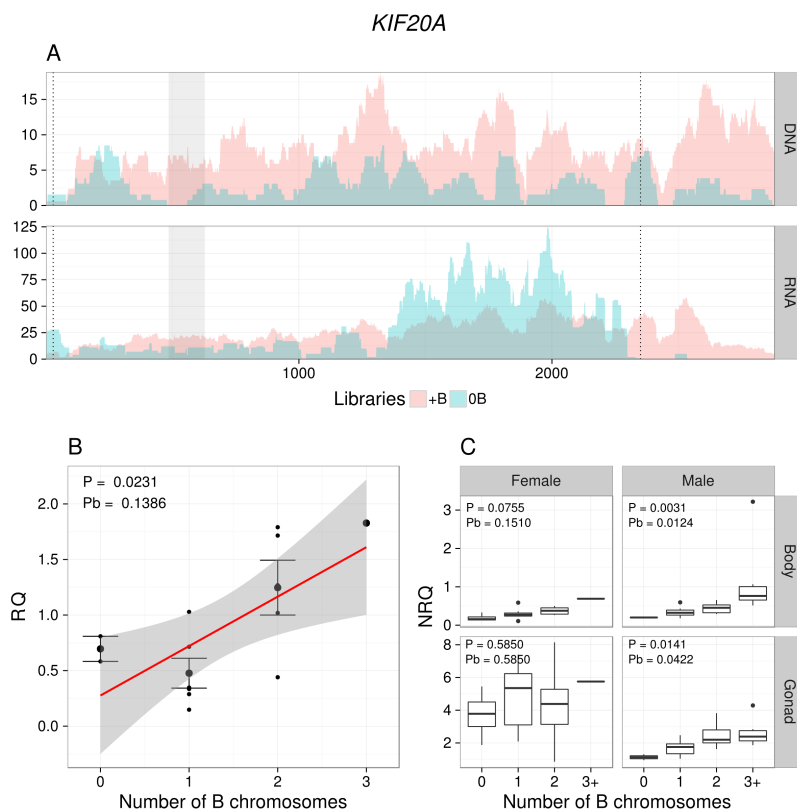 KIF20A
A
15
10
5
0
DNA
125
100
75
50
25
0
RNA
1000 2000
Libraries +B 0B
B
P = 0.0231
Pb = 0.1386
2.0
1.5
1.0
0.5
0.0
RQ
0 1 2 3
Number of B chromosomes
C
Female Male
P = 0.0755
Pb = 0.1510
P = 0.0031
Pb = 0.0124
3
2
1
0
Body
NRQ
P = 0.5850
Pb = 0.5850
P = 0.0141
Pb = 0.0422
8
6
4
2
Gonad
0 1 2 3+ 0 1 2 3+
Number of B chromosomes